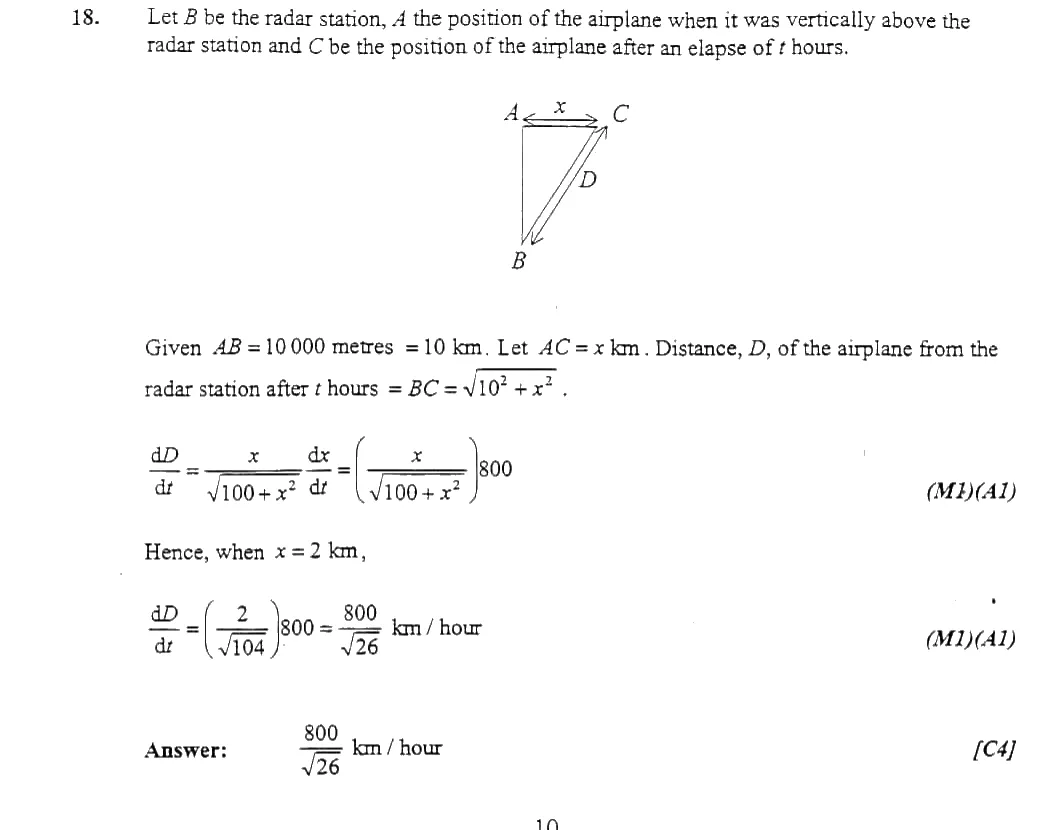 18. Let B be the radar station, A the position of the airplane when it was vertically above the
radar station and C be the position of the airplane after an elapse of t hours.
A x C
D
B
Given AB = 10 000 metres = 10 km. Let AC = x km. Distance, D, of the airplane from the
radar station after t hours = BC = √(10² + x²) .
dD/dt = x/√(100 + x²) dx/dt = (x/√(100 + x²))800 (M1)(A1)
Hence, when x = 2 km,
dD/dt = (2/√104)800 = 800/√26 km / hour (M1)(A1)
Answer: 800/√26 km / hour [C4]
10